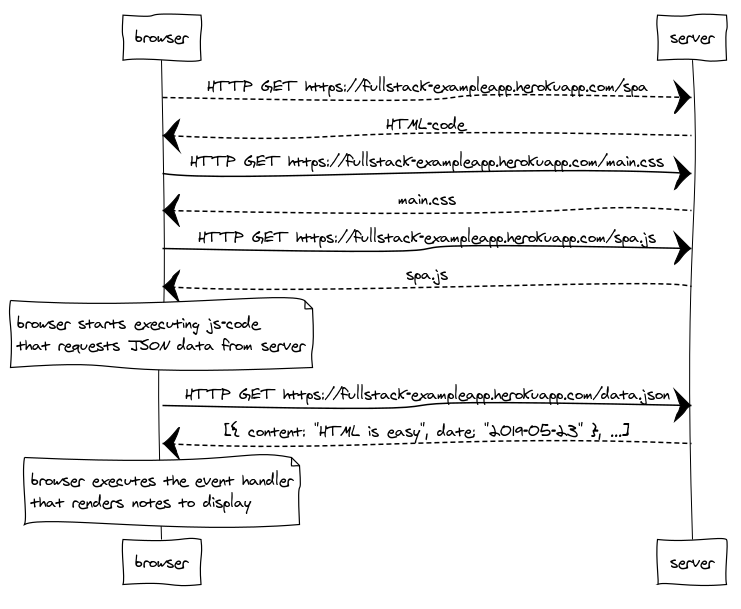 browser
server
HTTP GET https://fullstack-exampleapp.herokuapp.com/spa
HTML-code
HTTP GET https://fullstack-exampleapp.herokuapp.com/main.css
main.css
HTTP GET https://fullstack-exampleapp.herokuapp.com/spa.js
spa.js
browser starts executing js-code
that requests JSON data from server
HTTP GET https://fullstack-exampleapp.herokuapp.com/data.json
[{ content: "HTML is easy", date: "2019-05-23" }, ...]
browser executes the event handler
that renders notes to display
browser
server